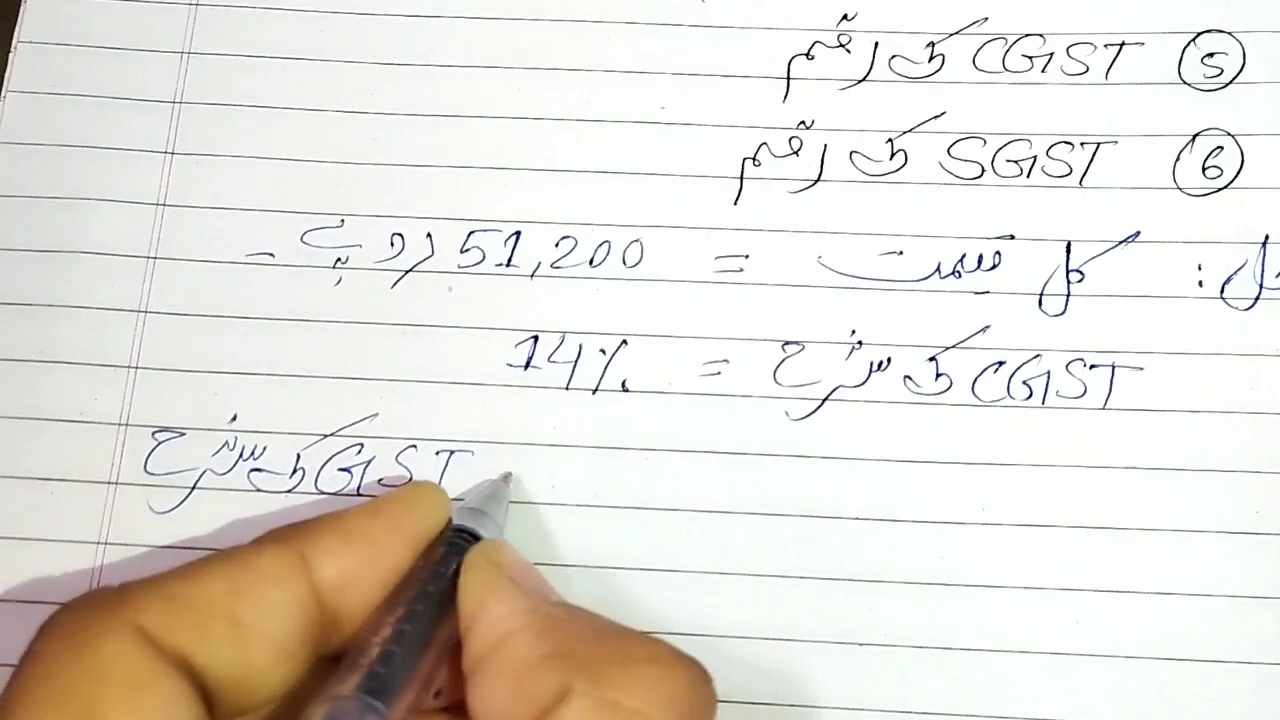 ⑤ CGST کی رقم
⑥ SGST کی رقم
حل : کل قیمت = 51,200 روپے -
CGST کی شرح = 14%
GST کی شرح